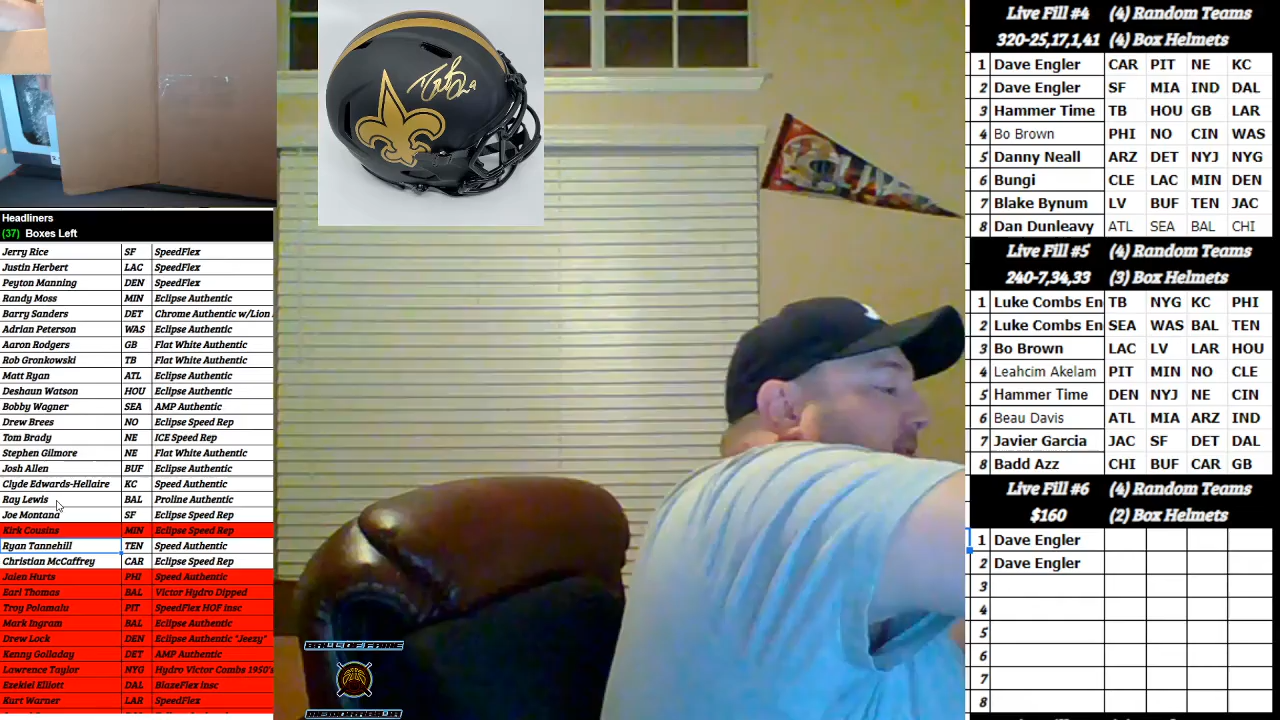 Headliners
(37) Boxes Left
Jerry Rice SF SpeedFlex
Justin Herbert LAC SpeedFlex
Peyton Manning DEN SpeedFlex
Randy Moss MIN Eclipse Authentic
Barry Sanders DET Chrome Authentic w/Lion
Adrian Peterson WAS Eclipse Authentic
Aaron Rodgers GB Flat White Authentic
Rob Gronkowski TB Flat White Authentic
Matt Ryan ATL Eclipse Authentic
Deshaun Watson HOU Eclipse Authentic
Bobby Wagner SEA AMP Authentic
Drew Brees NO Eclipse Speed Rep
Tom Brady NE ICE Speed Rep
Stephen Gilmore NE Flat White Authentic
Josh Allen BUF Eclipse Authentic
Clyde Edwards-Hellaire KC Speed Authentic
Ray Lewis BAL Proline Authentic
Joe Montana SF Eclipse Speed Rep
Kirk Cousins MIN Eclipse Speed Rep
Ryan Tannehill TEN Speed Authentic
Christian McCaffrey CAR Eclipse Speed Rep
Jalen Hurts PHI Speed Authentic
Earl Thomas BAL Victor Hydro Dipped
Troy Polamalu PIT SpeedFlex HOF insc
Mark Ingram BAL Eclipse Authentic
Drew Lock DEN Eclipse Authentic "Jeezy"
Kenny Golladay DET AMP Authentic
Lawrence Taylor NYG Hydro Victor Combs 1950's
Ezekiel Elliott DAL BlazeFlex insc
Kurt Warner LAR SpeedFlex
BALL OF FAME
MEMORABILIA
Live Fill #4 (4) Random Teams
320-25,17,1,41 (4) Box Helmets
1 Dave Engler CAR PIT NE KC
2 Dave Engler SF MIA IND DAL
3 Hammer Time TB HOU GB LAR
4 Bo Brown PHI NO CIN WAS
5 Danny Neall ARZ DET NYJ NYG
6 Bungi CLE LAC MIN DEN
7 Blake Bynum LV BUF TEN JAC
8 Dan Dunleavy ATL SEA BAL CHI
Live Fill #5 (4) Random Teams
240-7,34,33 (3) Box Helmets
1 Luke Combs En TB NYG KC PHI
2 Luke Combs En SEA WAS BAL TEN
3 Bo Brown LAC LV LAR HOU
4 Leahcim Akelam PIT MIN NO CLE
5 Hammer Time DEN NYJ NE CIN
6 Beau Davis ATL MIA ARZ IND
7 Javier Garcia JAC SF DET DAL
8 Badd Azz CHI BUF CAR GB
Live Fill #6 (4) Random Teams
$160 (2) Box Helmets
1 Dave Engler
2 Dave Engler
3
4
5
6
7
8